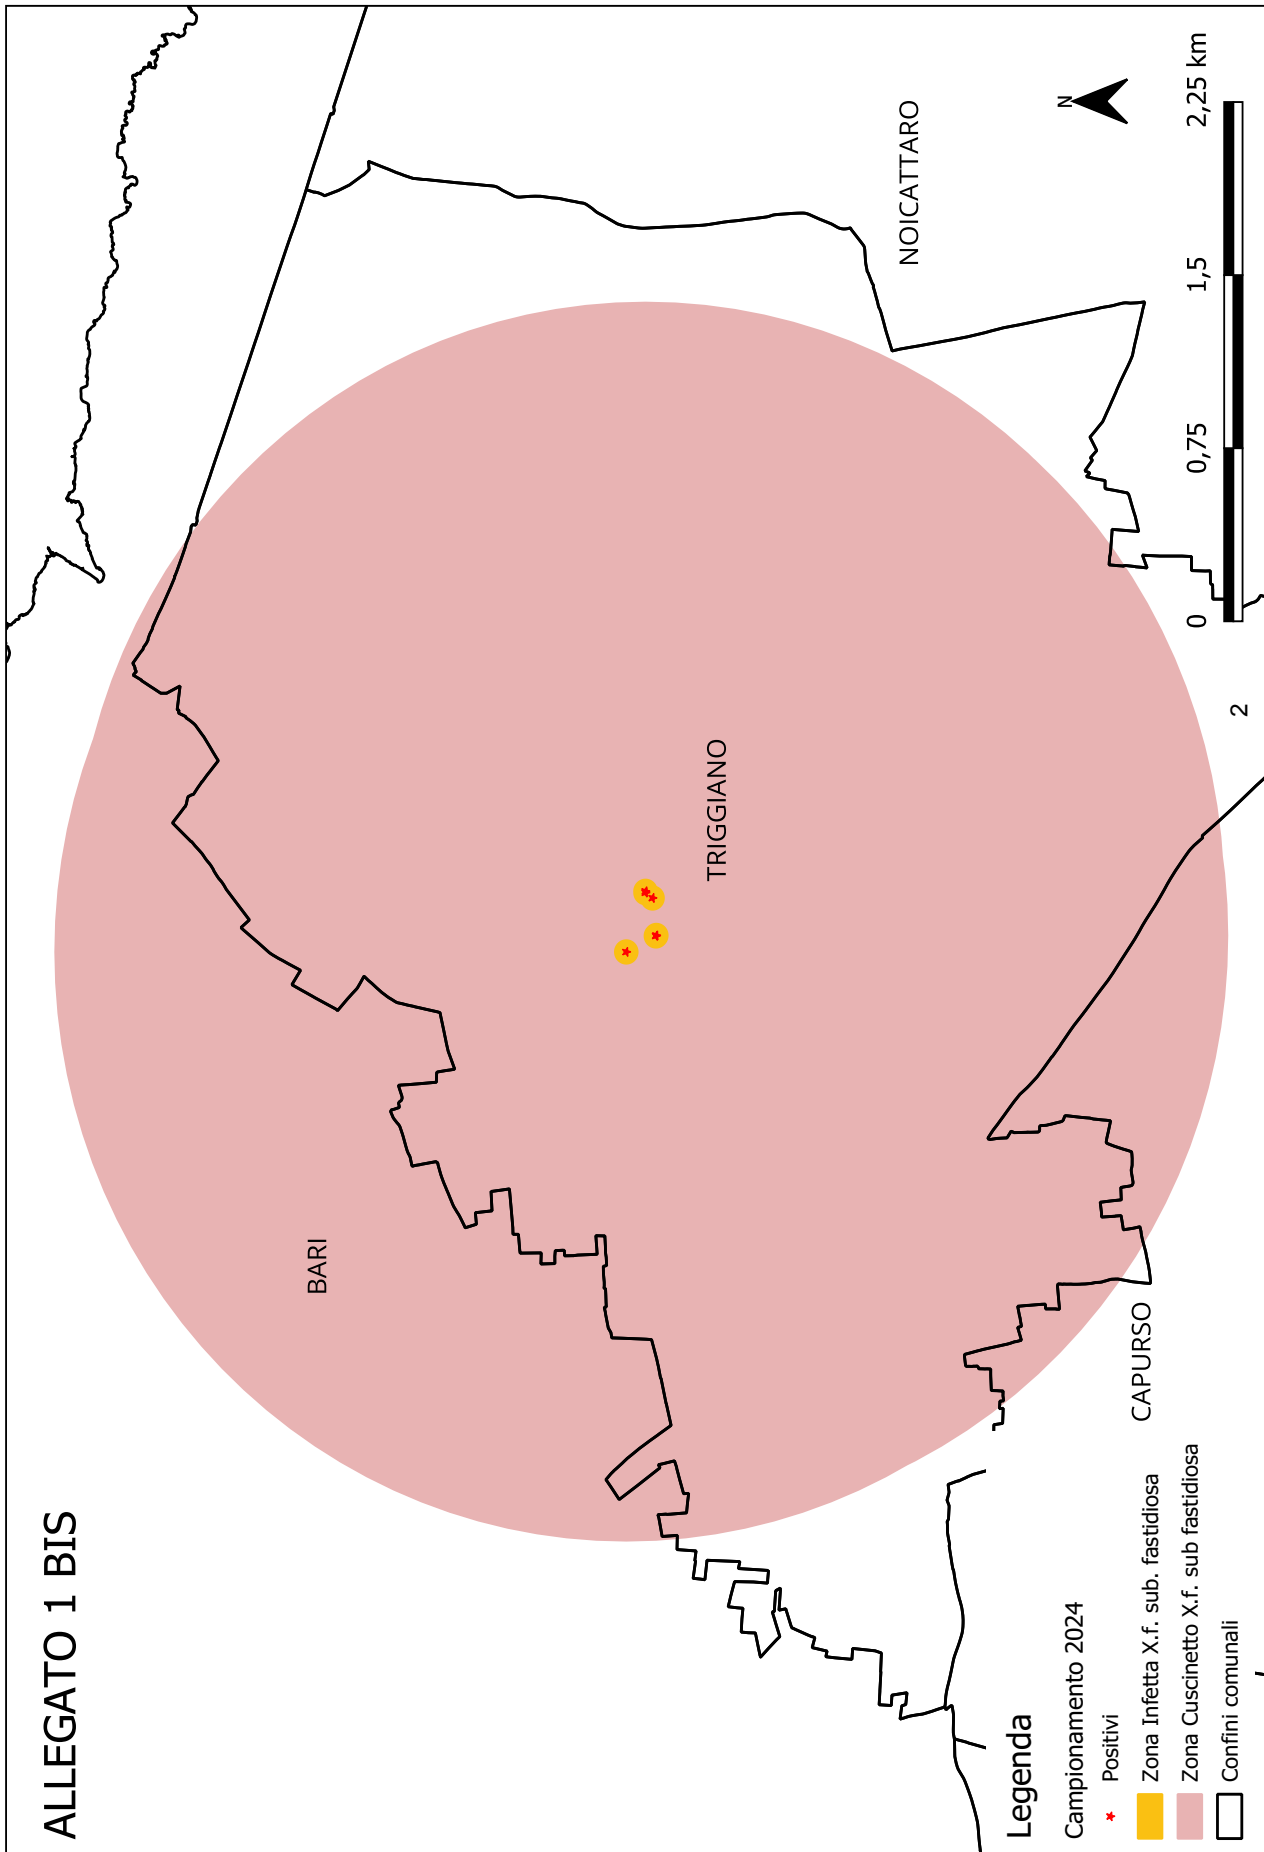 ALLEGATO 1 BIS
BARI
TRIGGIANO
NOICATTARO
CAPURSO
N
Legenda
Campionamento 2024
Positivi
Zona Infetta X.f. sub. fastidiosa
Zona Cuscinetto X.f. sub fastidiosa
Confini comunali
0 0,75 1,5 2,25 km
2